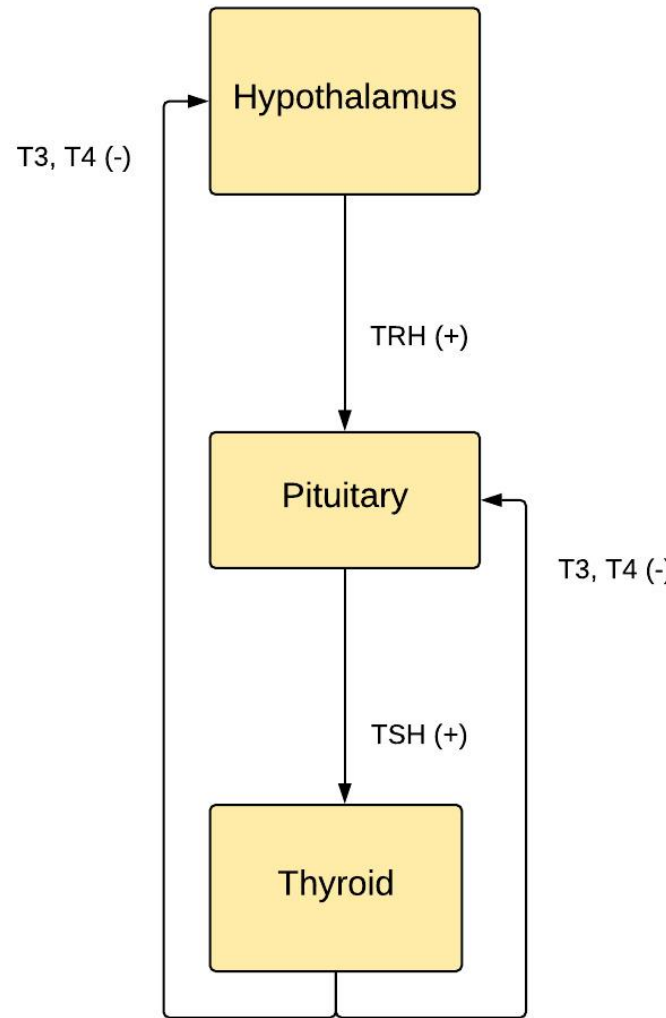 Hypothalamus
T3, T4 (-)
TRH (+)
Pituitary
T3, T4 (-)
TSH (+)
Thyroid